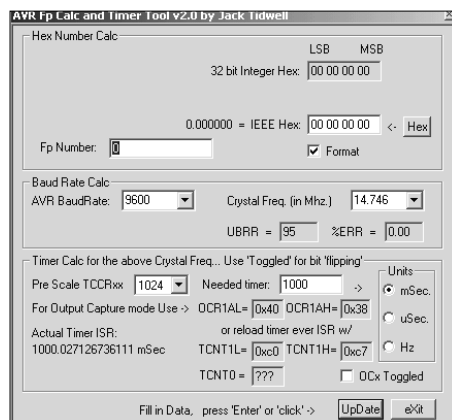 AVR Fp Calc and Timer Tool v2.0 by Jack Tidwell
Hex Number Calc
LSB MSB
32 bit Integer Hex: 00 00 00 00
0.000000 = IEEE Hex: 00 00 00 00 <- Hex
Fp Number: 0 Format
Baud Rate Calc
AVR BaudRate: 9600 Crystal Freq. (in Mhz.) 14.746
UBRR = 95 %ERR = 0.00
Timer Calc for the above Crystal Freq... Use 'Toggled' for bit 'flipping'
Pre Scale TCCRxx 1024 Needed timer: 1000 -> Units
mSec.
For Output Capture mode Use -> OCR1AL= 0x40 OCR1AH= 0x38
uSec.
Actual Timer ISR: or reload timer ever ISR w/
1000.027126736111 mSec TCNT1L= 0xc0 TCNT1H= 0xc7
Hz
TCNT0 = ??? OCx Toggled
Fill in Data, press 'Enter' or 'click' -> UpDate eXit